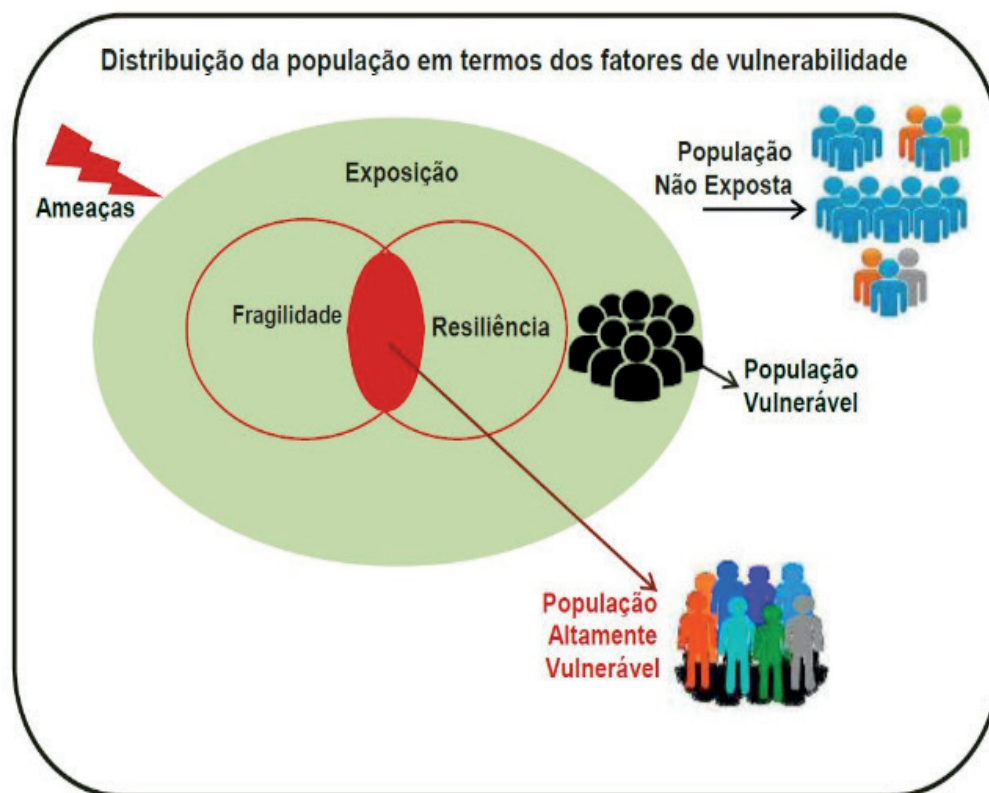 Distribuição da população em termos dos fatores de vulnerabilidade
Ameaças
Exposição
População
Não Exposta
Fragilidade
Resiliência
População
Vulnerável
População
Altamente
Vulnerável